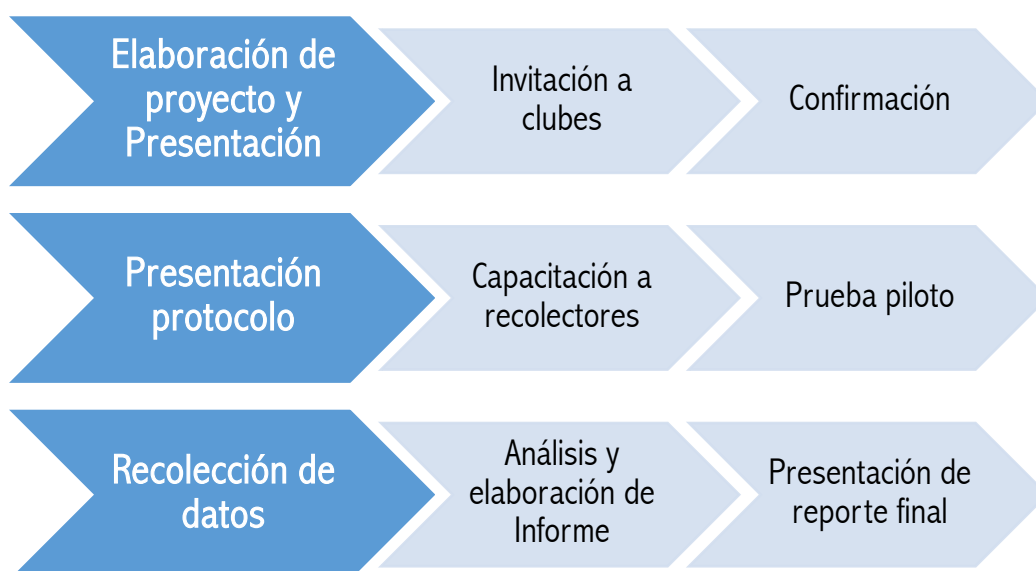 Elaboración de
proyecto y
Presentación
Invitación a
clubes
Confirmación
Presentación
protocolo
Capacitación a
recolectores
Prueba piloto
Recolección de
datos
Análisis y
elaboración de
Informe
Presentación de
reporte final